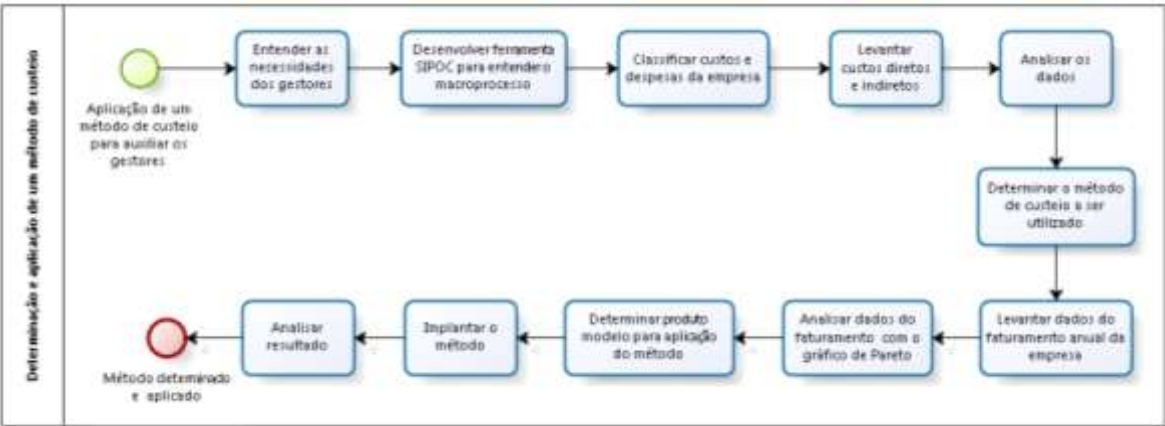 Determinação e aplicação de um método de custeio
Aplicação de um
método de custeio
para auxiliar os
gestores
Entender as
necessidades
dos gestores
Desenvolver ferramenta
SIPOC para entender o
macroprocesso
Classificar custos e
despesas da empresa
Levantar
custos diretos
e indiretos
Analisar os
dados
Determinar o método
de custeio a ser
utilizado
Levantar dados do
faturamento anual da
empresa
Analisar dados do
faturamento com o
gráfico de Pareto
Determinar produto
modelo para aplicação
do método
Implantar o
método
Analisar
resultado
Método determinado
e aplicado